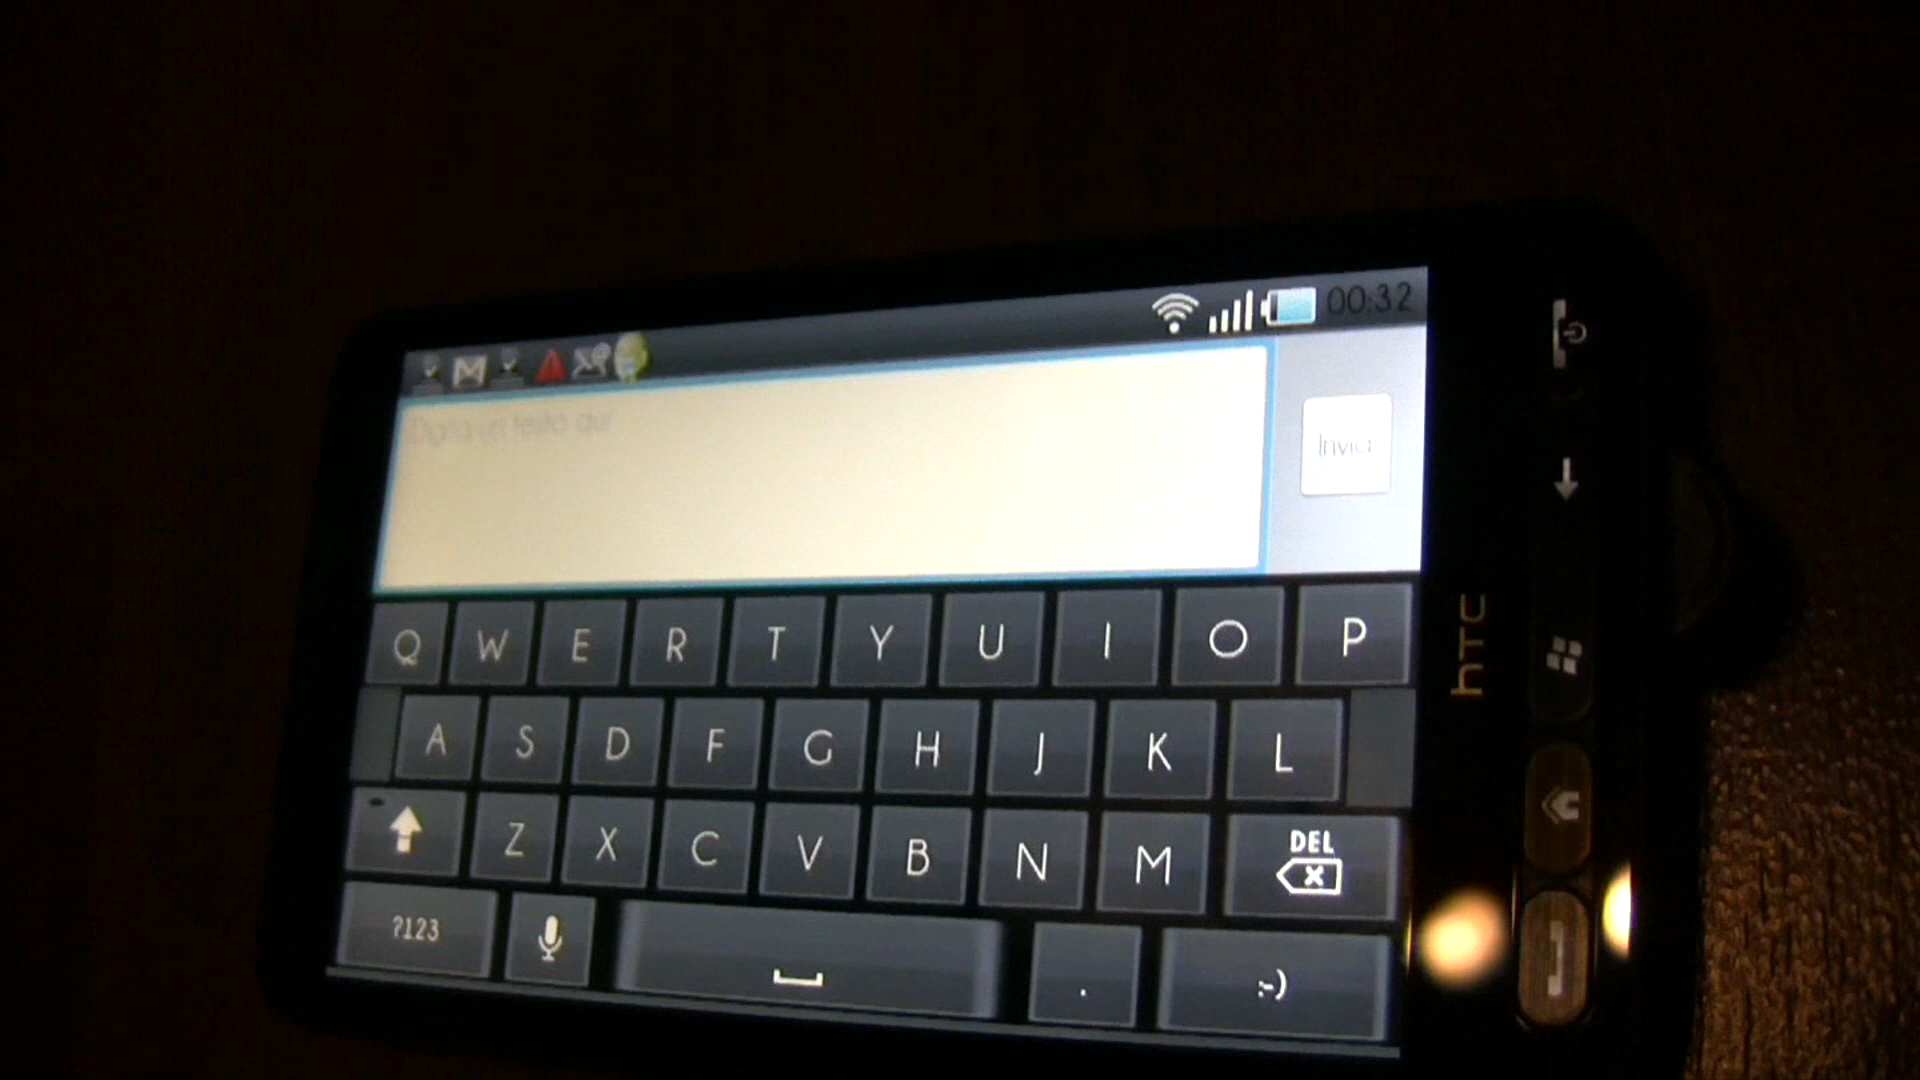 00:32
Digita un testo qui
Invia
Q W E R T Y U I O P
A S D F G H J K L
Z X C V B N M DEL
?123 . :-)
hTC